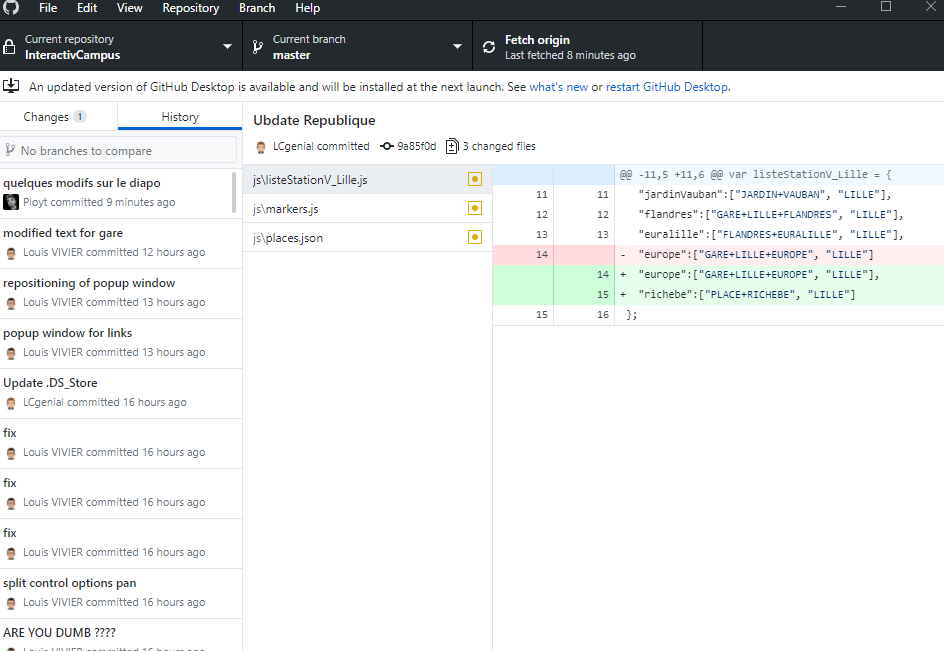 File Edit View Repository Branch Help
Current repository
InteractivCampus
Current branch
master
Fetch origin
Last fetched 8 minutes ago
An updated version of GitHub Desktop is available and will be installed at the next launch. See what's new or restart GitHub Desktop.
Changes 1
History
No branches to compare
quelques modifs sur le diapo
Ployt committed 9 minutes ago
modified text for gare
Louis VIVIER committed 12 hours ago
repositioning of popup window
Louis VIVIER committed 13 hours ago
popup window for links
Louis VIVIER committed 13 hours ago
Update .DS_Store
LCgenial committed 16 hours ago
fix
Louis VIVIER committed 16 hours ago
fix
Louis VIVIER committed 16 hours ago
fix
Louis VIVIER committed 16 hours ago
split control options pan
Louis VIVIER committed 16 hours ago
ARE YOU DUMB ????
Louis VIVIER committed 16 hours ago
Ubdate Republique
LCgenial committed 9a85f0d 3 changed files
js\listeStationV_Lille.js
js\markers.js
js\places.json
@@ -11,5 +11,6 @@ var listeStationV_Lille = {
11 11 "jardinVauban":["JARDIN+VAUBAN", "LILLE"],
12 12 "flandres":["GARE+LILLE+FLANDRES", "LILLE"],
13 13 "euralille":["FLANDRES+EURALILLE", "LILLE"],
14 - "europe":["GARE+LILLE+EUROPE", "LILLE"]
14 + "europe":["GARE+LILLE+EUROPE", "LILLE"],
15 + "richebe":["PLACE+RICHEBE", "LILLE"]
15 16 };